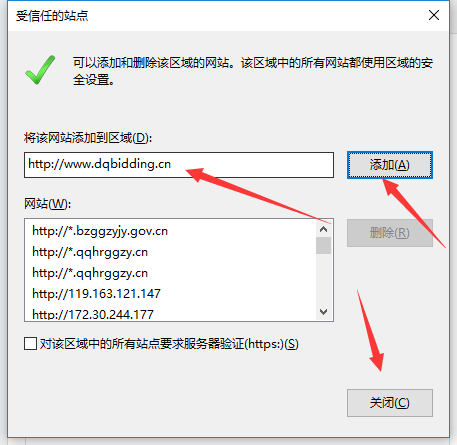 受信任的站点
可以添加和删除该区域的网站。该区域中的所有网站都使用区域的安
全设置。
将该网站添加到区域(D):
http://www.dqbidding.cn
添加(A)
网站(W):
http://*.bzggzyjy.gov.cn
http://*.qqhrggzy.cn
http://*.qqhrggzy.cn
http://119.163.121.147
http://172.30.244.177
删除(R)
对该区域中的所有站点要求服务器验证(https:)(S)
关闭(C)